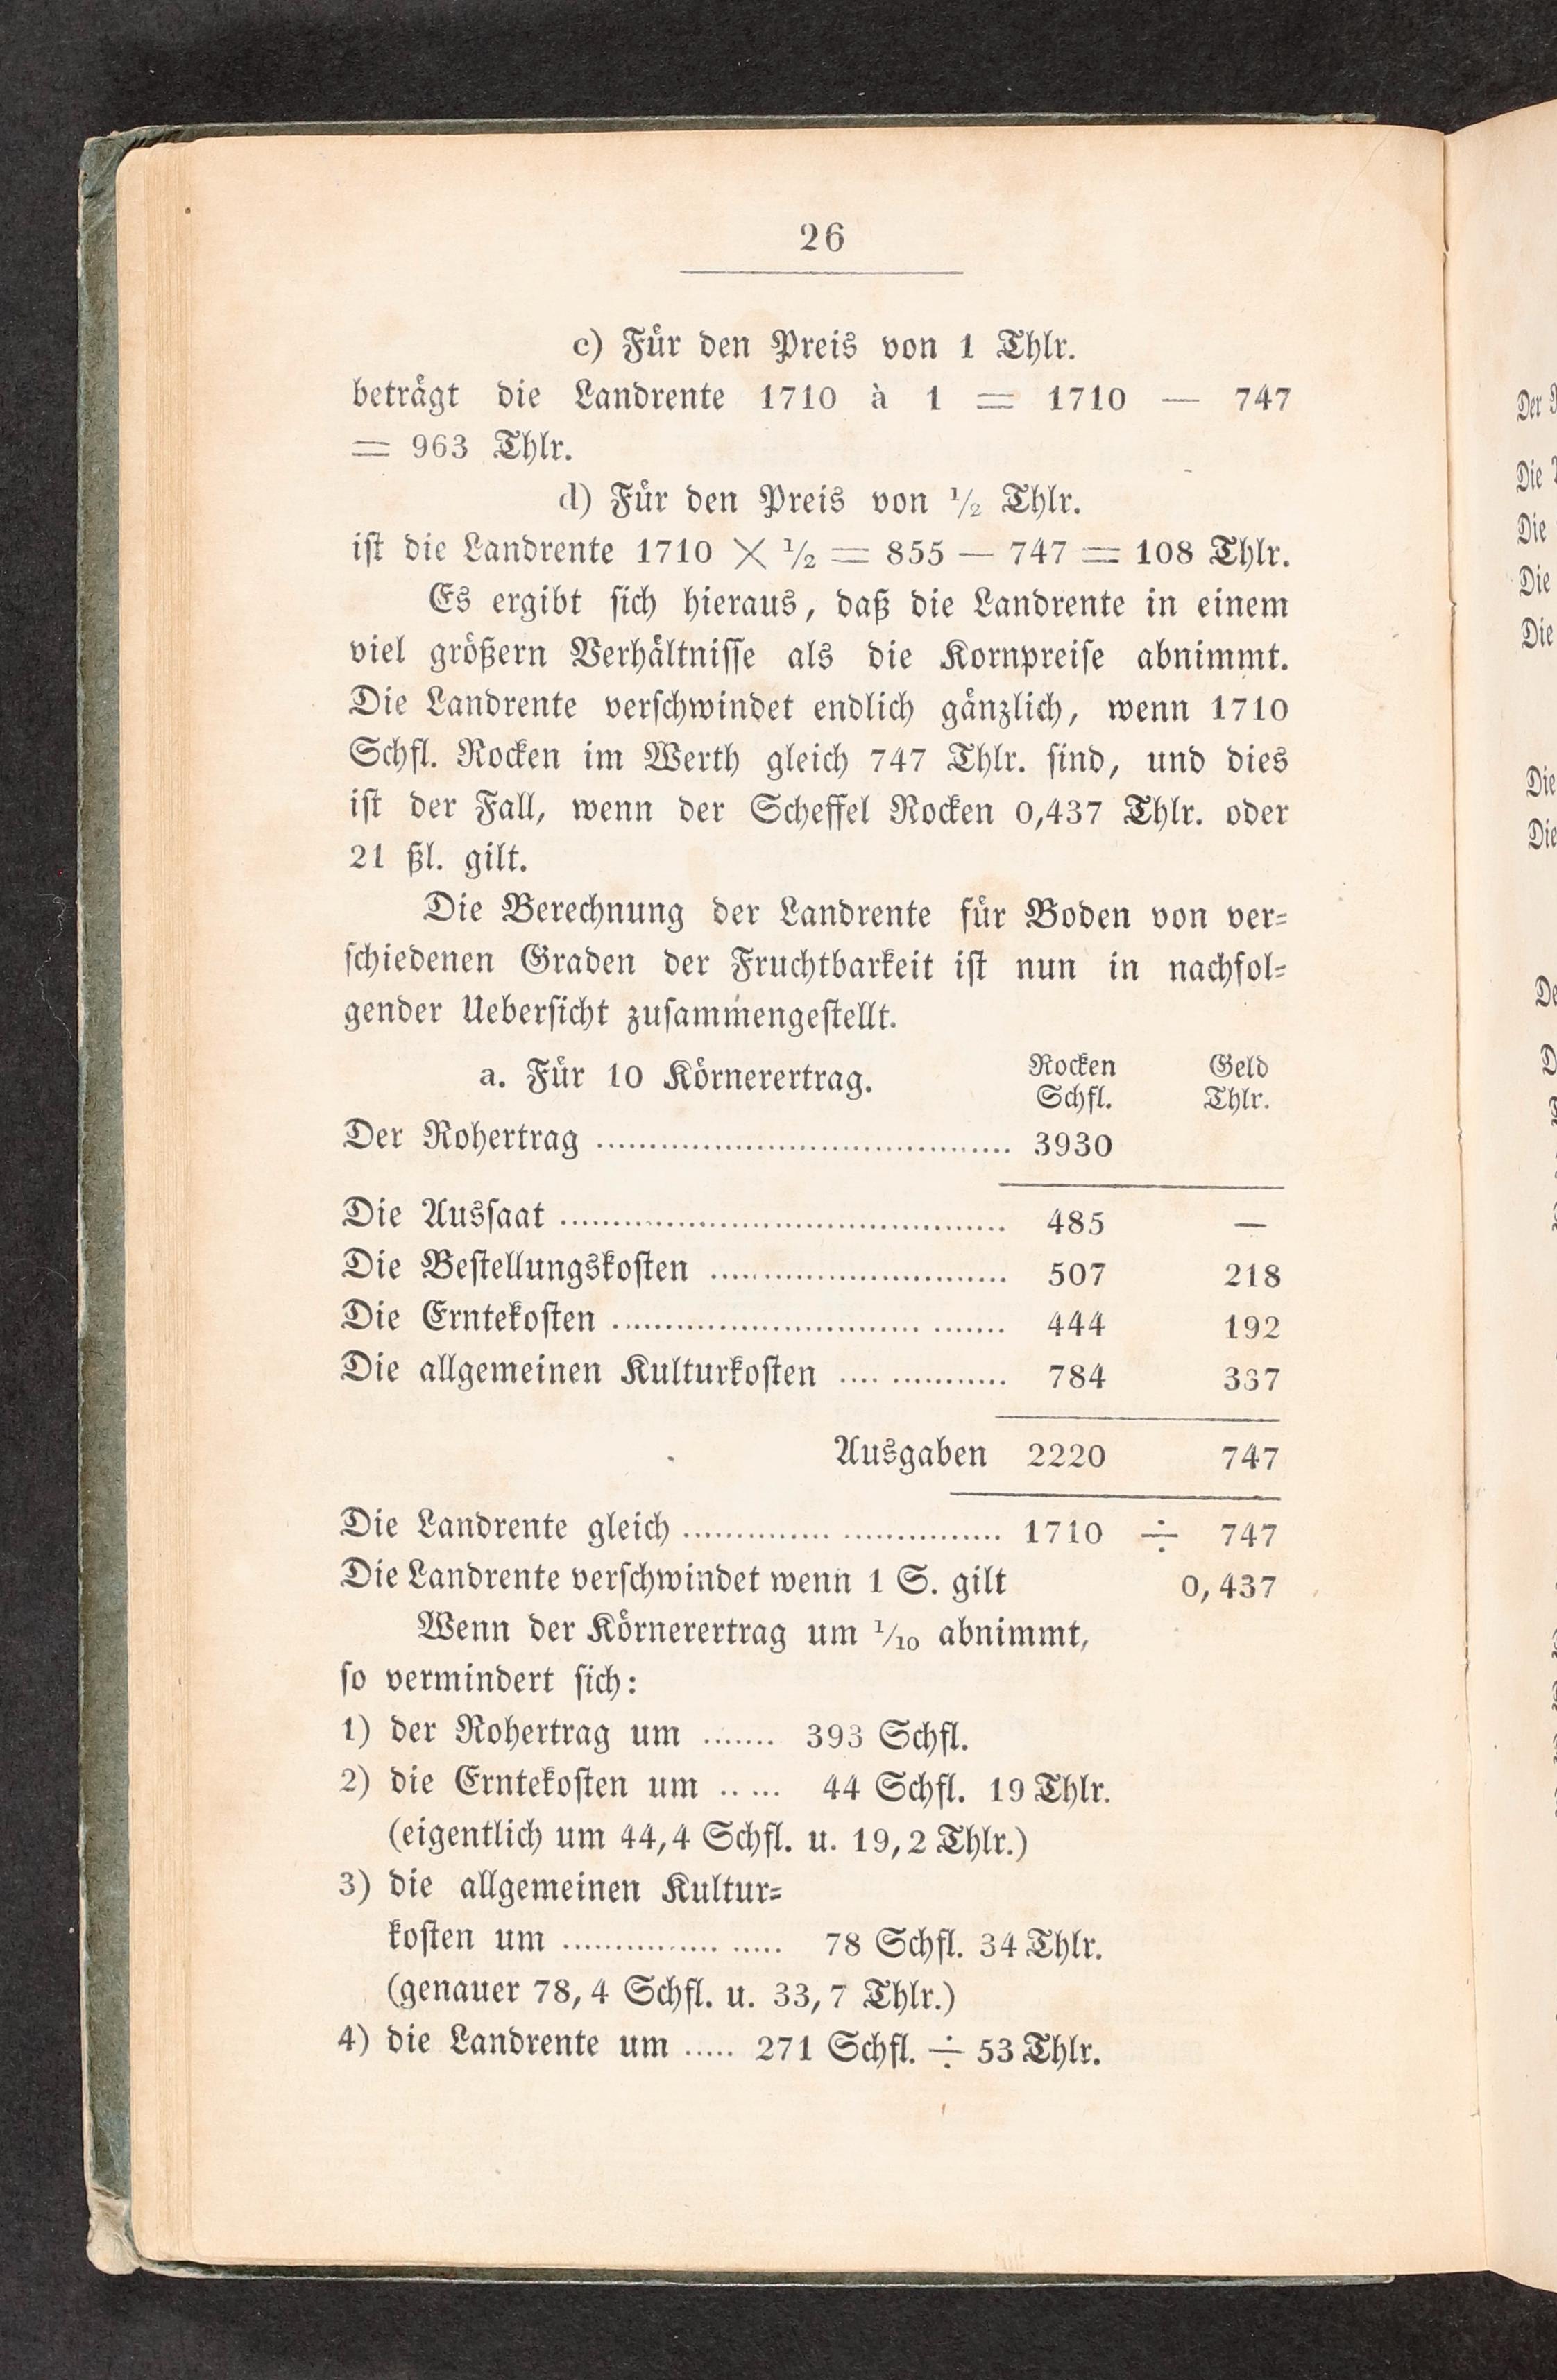 26
c) Für den Preis von 1 Thlr.
beträgt die Landrente 1710 à 1 = 1710 — 747
= 963 Thlr.
d) Für den Preis von ½ Thlr.
ist die Landrente 1710 × ½ = 855 — 747 = 108 Thlr.
Es ergibt sich hieraus, daß die Landrente in einem
viel größern Verhältnisse als die Kornpreise abnimmt.
Die Landrente verschwindet endlich gänzlich, wenn 1710
Schfl. Rocken im Werth gleich 747 Thlr. sind, und dies
ist der Fall, wenn der Scheffel Rocken 0,437 Thlr. oder
21 ßl. gilt.
Die Berechnung der Landrente für Boden von ver=
schiedenen Graden der Fruchtbarkeit ist nun in nachfol=
gender Uebersicht zusammengestellt.
a. Für 10 Körnerertrag. Rocken Geld
Schfl. Thlr.
Der Rohertrag ........ 3930
Die Aussaat ........ 485 —
Die Bestellungskosten ........ 507 218
Die Erntekosten ........ 444 192
Die allgemeinen Kulturkosten ........ 784 337
Ausgaben 2220 747
Die Landrente gleich ........ 1710 ÷ 747
Die Landrente verschwindet wenn 1 S. gilt 0,437
Wenn der Körnerertrag um 1/10 abnimmt,
so vermindert sich:
1) der Rohertrag um ....... 393 Schfl.
2) die Erntekosten um ..... 44 Schfl. 19 Thlr.
(eigentlich um 44,4 Schfl. u. 19,2 Thlr.)
3) die allgemeinen Kultur=
kosten um ........ 78 Schfl. 34 Thlr.
(genauer 78,4 Schfl. u. 33,7 Thlr.)
4) die Landrente um ..... 271 Schfl. ÷ 53 Thlr.
Der
Die
Die
Die
Die
Die
Die